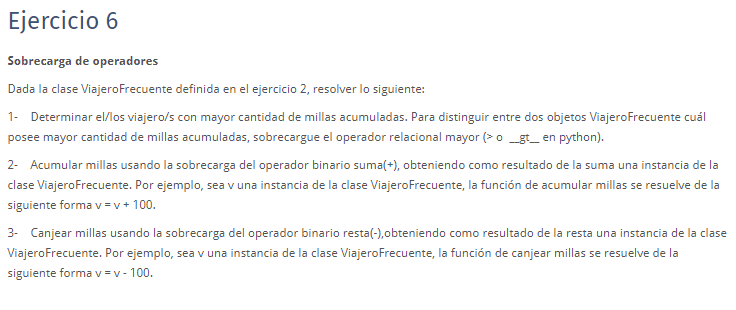 Ejercicio 6
Sobrecarga de operadores
Dada la clase ViajeroFrecuente definida en el ejercicio 2, resolver lo siguiente:
1- Determinar el/los viajero/s con mayor cantidad de millas acumuladas. Para distinguir entre dos objetos ViajeroFrecuente cuál
posee mayor cantidad de millas acumuladas, sobrecargue el operador relacional mayor (> o __gt__ en python).
2- Acumular millas usando la sobrecarga del operador binario suma(+), obteniendo como resultado de la suma una instancia de la
clase ViajeroFrecuente. Por ejemplo, sea v una instancia de la clase ViajeroFrecuente, la función de acumular millas se resuelve de la
siguiente forma v = v + 100.
3- Canjear millas usando la sobrecarga del operador binario resta(-),obteniendo como resultado de la resta una instancia de la clase
ViajeroFrecuente. Por ejemplo, sea v una instancia de la clase ViajeroFrecuente, la función de canjear millas se resuelve de la
siguiente forma v = v - 100.